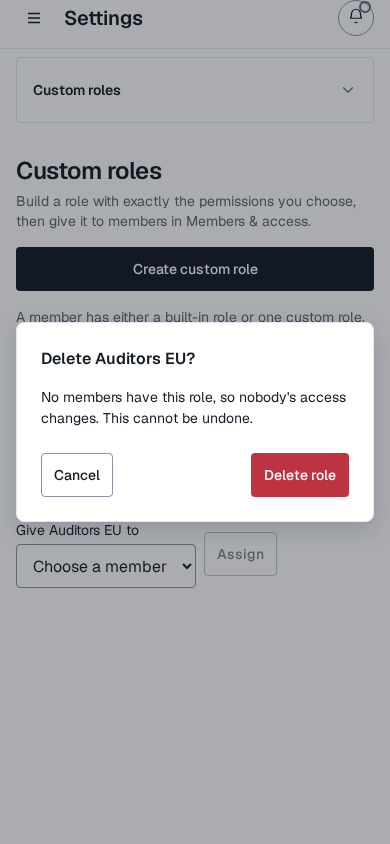 Settings
Custom roles
Custom roles
Build a role with exactly the permissions you choose,
then give it to members in Members & access.
Create custom role
A member has either a built-in role or one custom role.
Delete Auditors EU?
No members have this role, so nobody's access
changes. This cannot be undone.
Cancel
Delete role
Give Auditors EU to
Choose a member
Assign